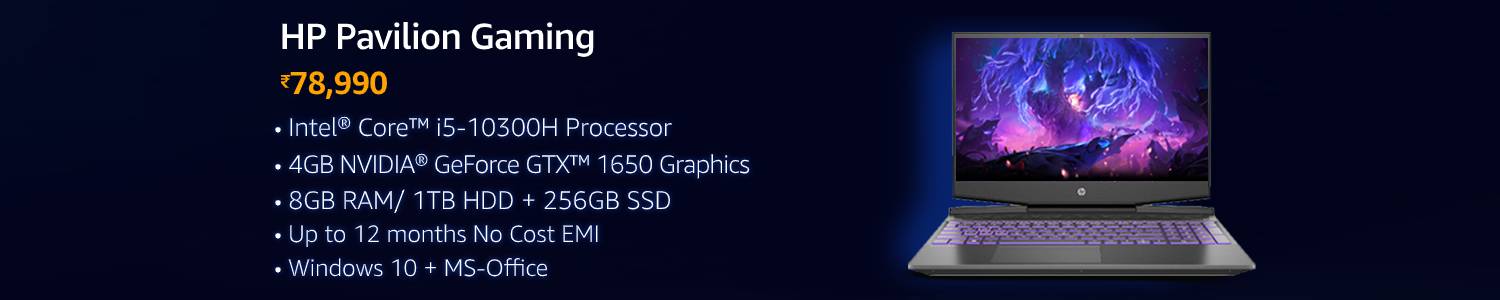 HP Pavilion Gaming
₹78,990
• Intel® Core™ i5-10300H Processor
• 4GB NVIDIA® GeForce GTX™ 1650 Graphics
• 8GB RAM/ 1TB HDD + 256GB SSD
• Up to 12 months No Cost EMI
• Windows 10 + MS-Office
hp